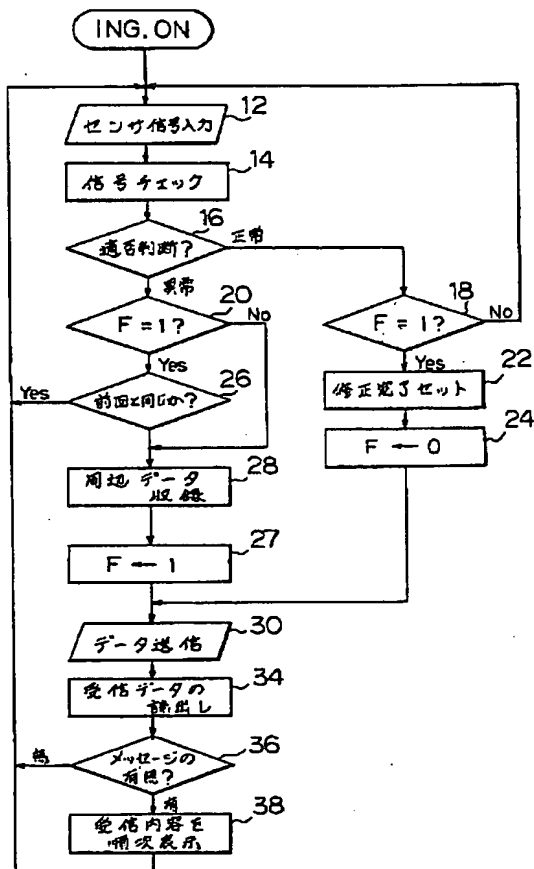 ING. ON
センサ信号入力
12
信号チェック
14
適否判断?
16
正常
異常
F = 1?
20
No
Yes
F = 1?
18
No
Yes
前回と同じか?
26
Yes
修正完了セット
22
F ← 0
24
周辺データ
収録
28
F ← 1
27
データ送信
30
受信データの
読出し
34
メッセージの
有無?
36
無
有
受信内容を
順次表示
38